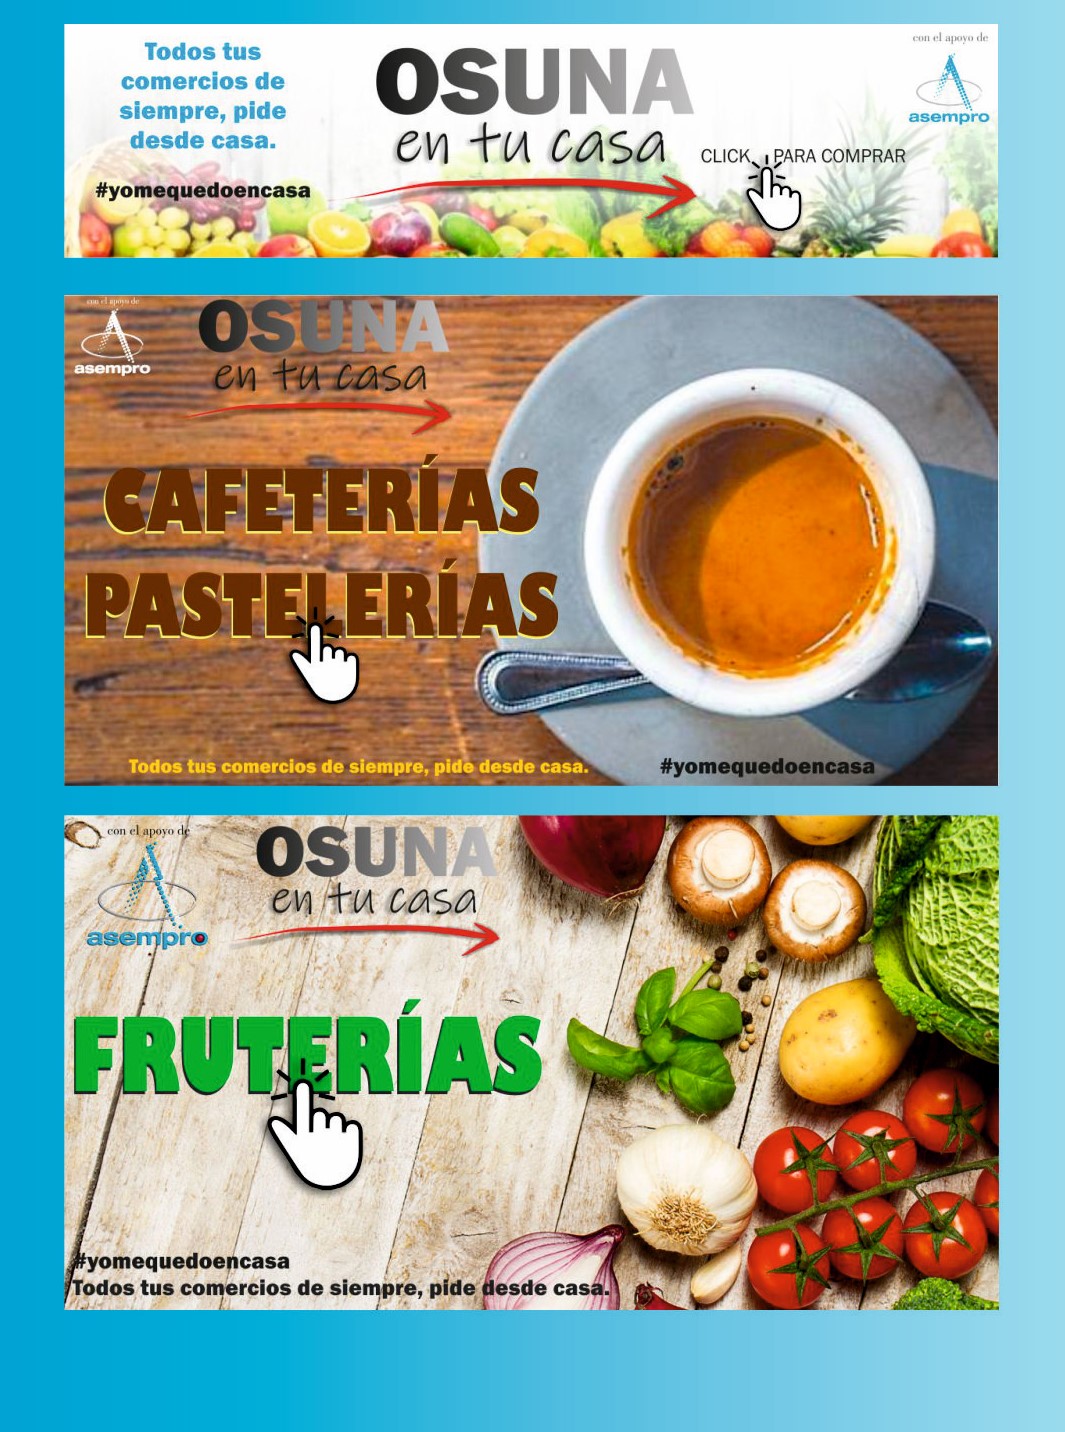 Todos tus
comercios de
siempre, pide
desde casa.
#yomequedoencasa
OSUNA
en tu casa
CLICK PARA COMPRAR
con el apoyo de
asempro
con el apoyo de
asempro
OSUNA
en tu casa
CAFETERÍAS
PASTELERÍAS
Todos tus comercios de siempre, pide desde casa.
#yomequedoencasa
con el apoyo de
asempro
OSUNA
en tu casa
FRUTERÍAS
#yomequedoencasa
Todos tus comercios de siempre, pide desde casa.